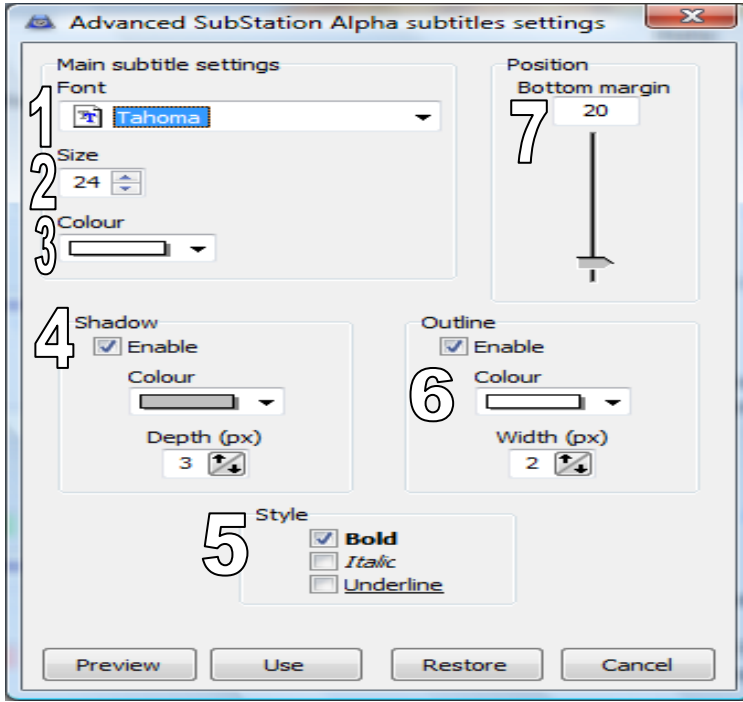 Advanced SubStation Alpha subtitles settings
Main subtitle settings
Font
1 Tahoma
Size
2 24
Colour
3
Position
Bottom margin
7 20
Shadow
4 Enable
Colour
Depth (px)
3
Outline
Enable
Colour
6
Width (px)
2
Style
5 Bold
Italic
Underline
Preview Use Restore Cancel